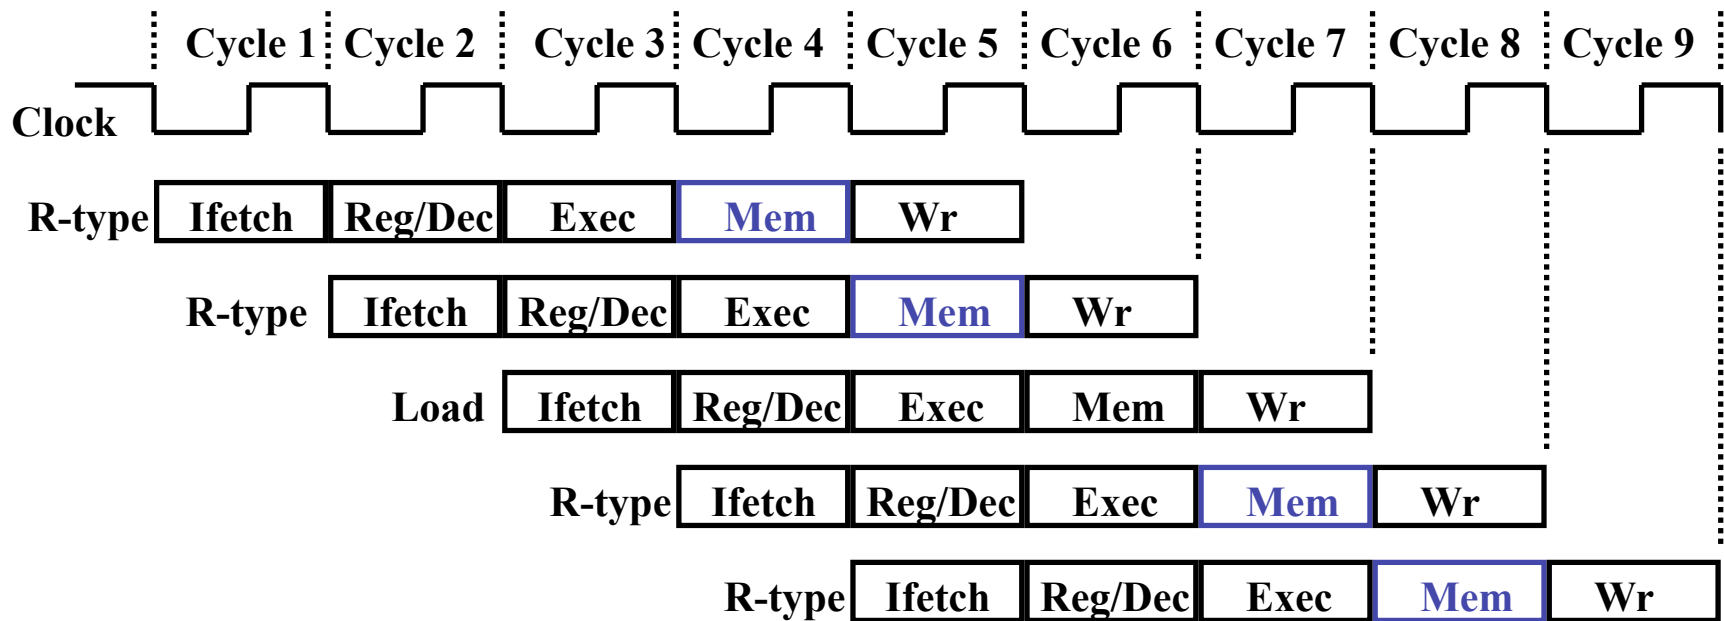 Cycle 1 Cycle 2 Cycle 3 Cycle 4 Cycle 5 Cycle 6 Cycle 7 Cycle 8 Cycle 9
Clock
R-type Ifetch Reg/Dec Exec Mem Wr
R-type Ifetch Reg/Dec Exec Mem Wr
Load Ifetch Reg/Dec Exec Mem Wr
R-type Ifetch Reg/Dec Exec Mem Wr
R-type Ifetch Reg/Dec Exec Mem Wr